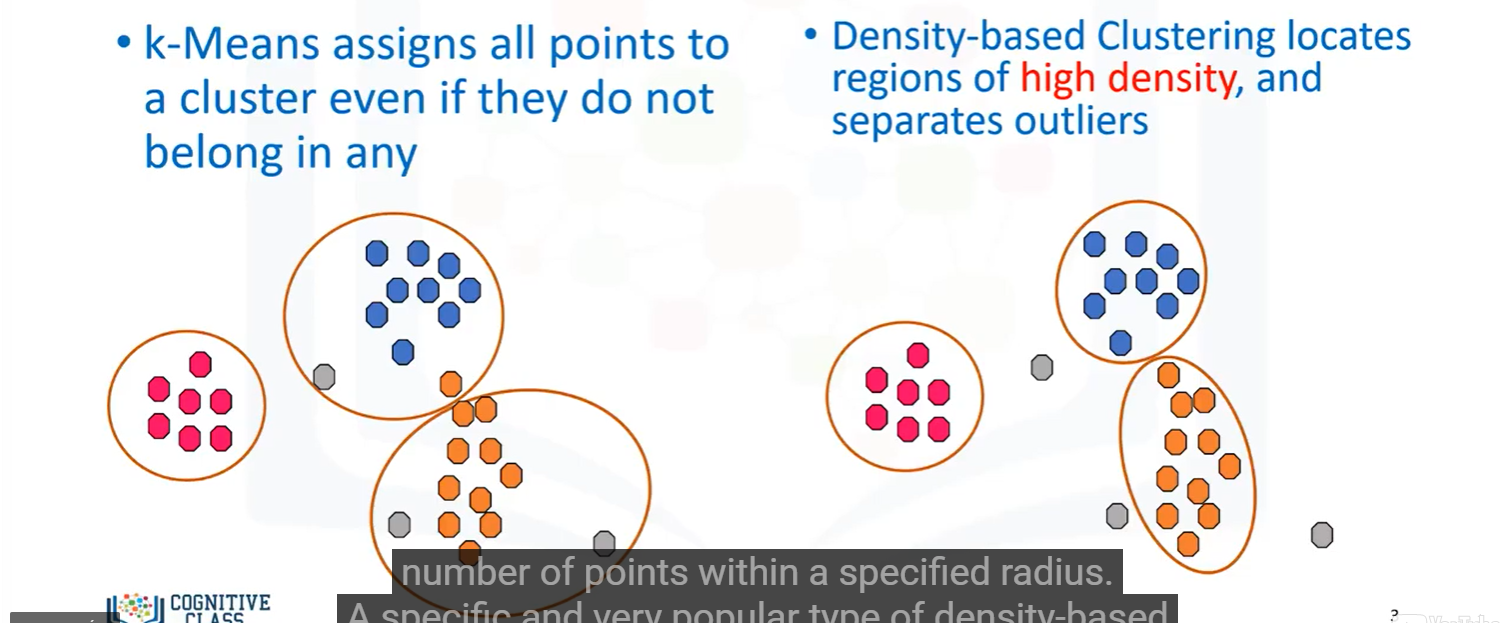 • k-Means assigns all points to
a cluster even if they do not
belong in any
• Density-based Clustering locates
regions of high density, and
separates outliers
number of points within a specified radius.
A specific and very popular type of density-based
COGNITIVE
CLASS
3
YouTube